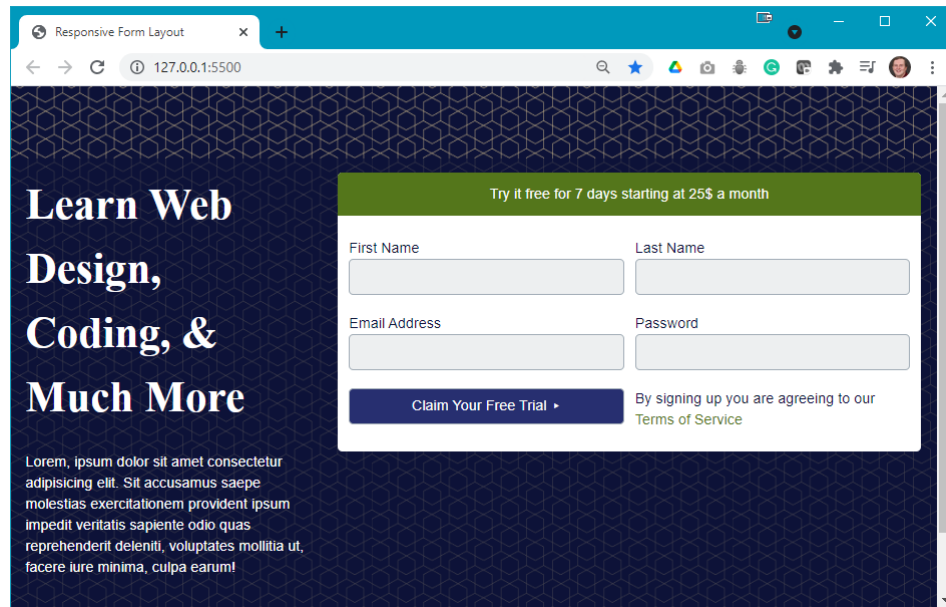 Responsive Form Layout
127.0.0.1:5500
Learn Web
Design,
Coding, &
Much More
Lorem, ipsum dolor sit amet consectetur
adipisicing elit. Sit accusamus saepe
molestias exercitationem provident ipsum
impedit veritatis sapiente odio quas
reprehenderit deleniti, voluptates mollitia ut,
facere iure minima, culpa earum!
Try it free for 7 days starting at 25$ a month
First Name
Last Name
Email Address
Password
Claim Your Free Trial ▸
By signing up you are agreeing to our
Terms of Service